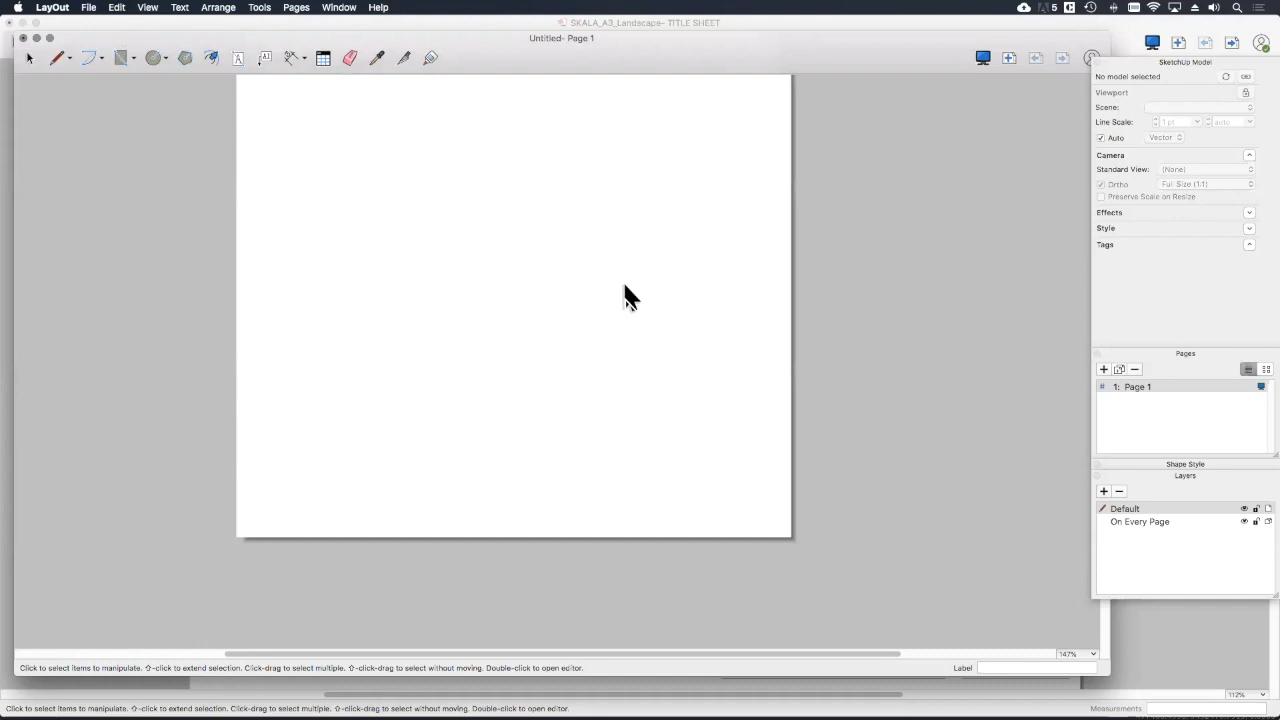 LayOut File Edit View Text Arrange Tools Pages Window Help 5
SKALA_A3_Landscape– TITLE SHEET
Untitled– Page 1
A1
SketchUp Model
No model selected
Viewport
Scene:
Line Scale: 1 pt auto
Auto Vector
Camera
Standard View: (None)
Ortho Full Size (1:1)
Preserve Scale on Resize
Effects
Style
Tags
Pages
1: Page 1
Shape Style
Layers
Default
On Every Page
147%
Click to select items to manipulate. ⇧-click to extend selection. Click-drag to select multiple. ⇧-click-drag to select without moving. Double-click to open editor. Label
112%
Click to select items to manipulate. ⇧-click to extend selection. Click-drag to select multiple. ⇧-click-drag to select without moving. Double-click to open editor. Measurements